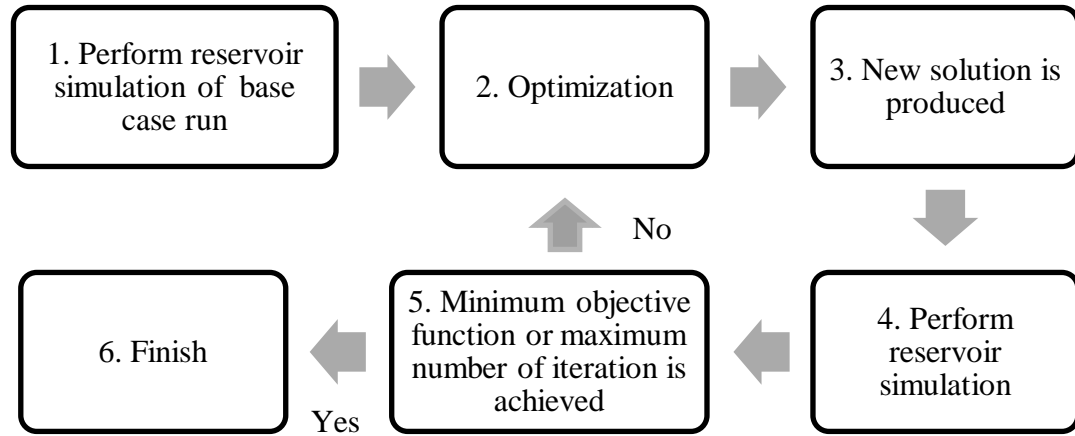 1. Perform reservoir
simulation of base
case run
2. Optimization
3. New solution is
produced
4. Perform
reservoir
simulation
5. Minimum objective
function or maximum
number of iteration is
achieved
No
Yes
6. Finish